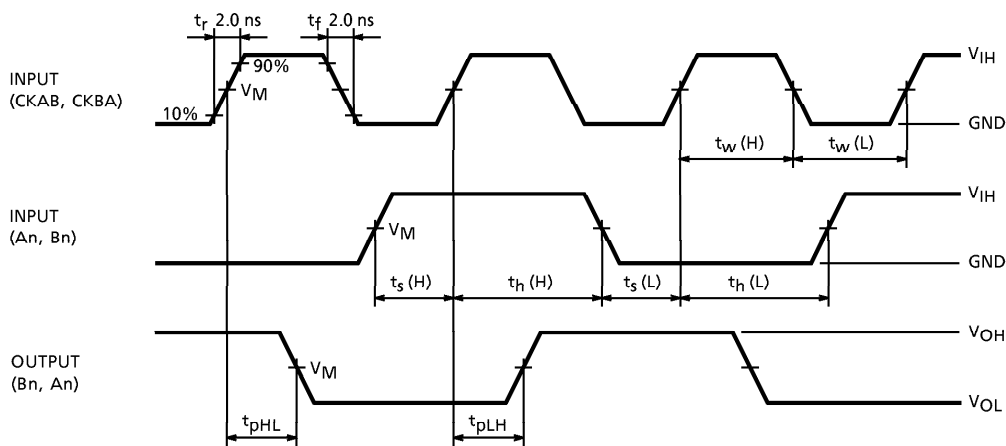 tr 2.0 ns
tf 2.0 ns
INPUT
(CKAB, CKBA)
10%
90%
VM
VIH
GND
tw (H)
tw (L)
INPUT
(An, Bn)
VM
VIH
GND
ts (H)
th (H)
ts (L)
th (L)
OUTPUT
(Bn, An)
VM
VOH
VOL
tpHL
tpLH